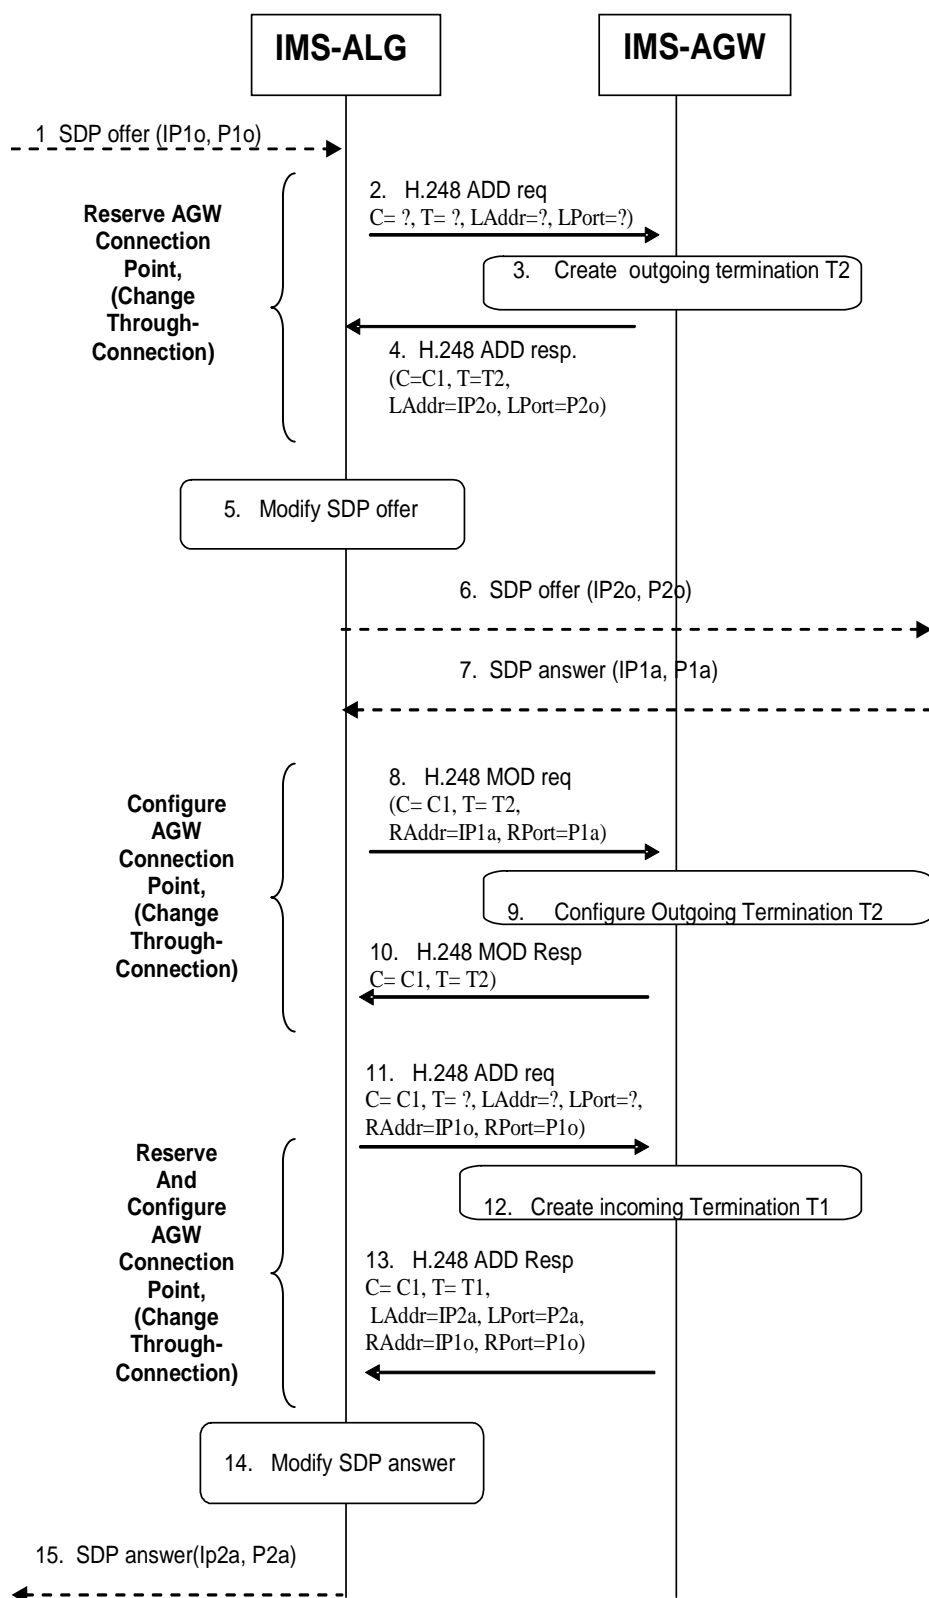 IMS-ALG
IMS-AGW
1 SDP offer (IP1o, P1o)
2. H.248 ADD req
C= ?, T= ?, LAddr=?, LPort=?)
Reserve AGW
Connection
Point,
(Change
Through-
Connection)
3. Create outgoing termination T2
4. H.248 ADD resp.
(C=C1, T=T2,
LAddr=IP2o, LPort=P2o)
5. Modify SDP offer
6. SDP offer (IP2o, P2o)
7. SDP answer (IP1a, P1a)
8. H.248 MOD req
(C= C1, T= T2,
RAddr=IP1a, RPort=P1a)
Configure
AGW
Connection
Point,
(Change
Through-
Connection)
9. Configure Outgoing Termination T2
10. H.248 MOD Resp
C= C1, T= T2)
11. H.248 ADD req
C= C1, T= ?, LAddr=?, LPort=?,
RAddr=IP1o, RPort=P1o)
Reserve
And
Configure
AGW
Connection
Point,
(Change
Through-
Connection)
12. Create incoming Termination T1
13. H.248 ADD Resp
C= C1, T= T1,
LAddr=IP2a, LPort=P2a,
RAddr=IP1o, RPort=P1o)
14. Modify SDP answer
15. SDP answer(Ip2a, P2a)